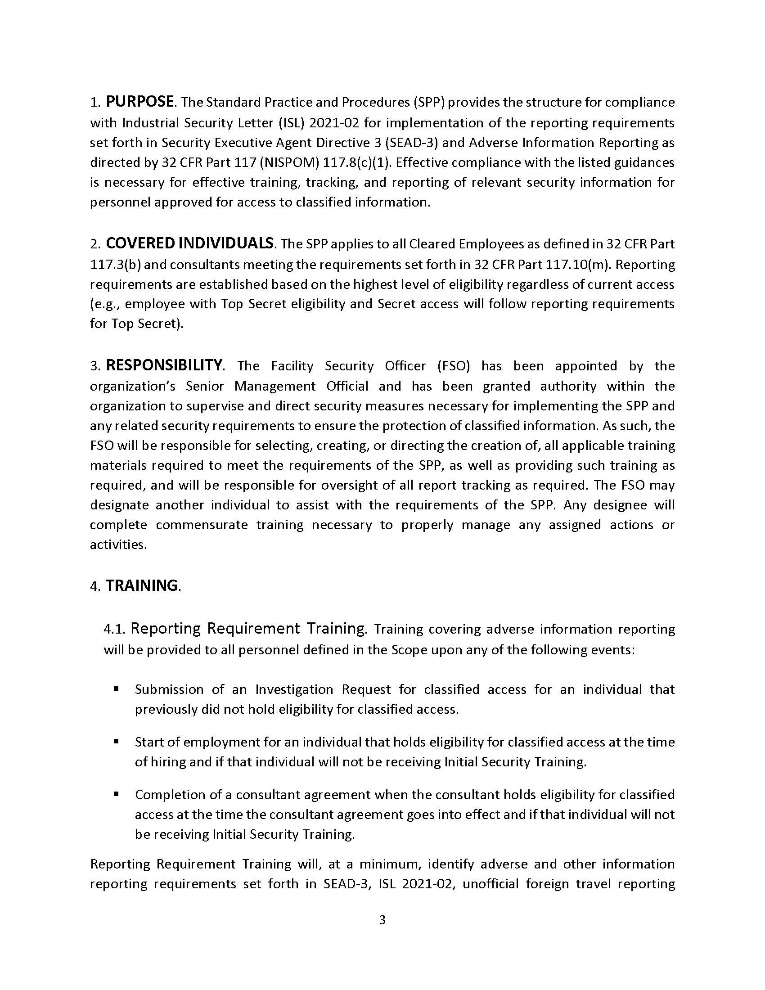 1. PURPOSE. The Standard Practice and Procedures (SPP) provides the structure for compliance
with Industrial Security Letter (ISL) 2021-02 for implementation of the reporting requirements
set forth in Security Executive Agent Directive 3 (SEAD-3) and Adverse Information Reporting as
directed by 32 CFR Part 117 (NISPOM) 117.8(c)(1). Effective compliance with the listed guidances
is necessary for effective training, tracking, and reporting of relevant security information for
personnel approved for access to classified information.
2. COVERED INDIVIDUALS. The SPP applies to all Cleared Employees as defined in 32 CFR Part
117.3(b) and consultants meeting the requirements set forth in 32 CFR Part 117.10(m). Reporting
requirements are established based on the highest level of eligibility regardless of current access
(e.g., employee with Top Secret eligibility and Secret access will follow reporting requirements
for Top Secret).
3. RESPONSIBILITY. The Facility Security Officer (FSO) has been appointed by the
organization's Senior Management Official and has been granted authority within the
organization to supervise and direct security measures necessary for implementing the SPP and
any related security requirements to ensure the protection of classified information. As such, the
FSO will be responsible for selecting, creating, or directing the creation of, all applicable training
materials required to meet the requirements of the SPP, as well as providing such training as
required, and will be responsible for oversight of all report tracking as required. The FSO may
designate another individual to assist with the requirements of the SPP. Any designee will
complete commensurate training necessary to properly manage any assigned actions or
activities.
4. TRAINING.
4.1. Reporting Requirement Training. Training covering adverse information reporting
will be provided to all personnel defined in the Scope upon any of the following events:
▪ Submission of an Investigation Request for classified access for an individual that
previously did not hold eligibility for classified access.
▪ Start of employment for an individual that holds eligibility for classified access at the time
of hiring and if that individual will not be receiving Initial Security Training.
▪ Completion of a consultant agreement when the consultant holds eligibility for classified
access at the time the consultant agreement goes into effect and if that individual will not
be receiving Initial Security Training.
Reporting Requirement Training will, at a minimum, identify adverse and other information
reporting requirements set forth in SEAD-3, ISL 2021-02, unofficial foreign travel reporting
3